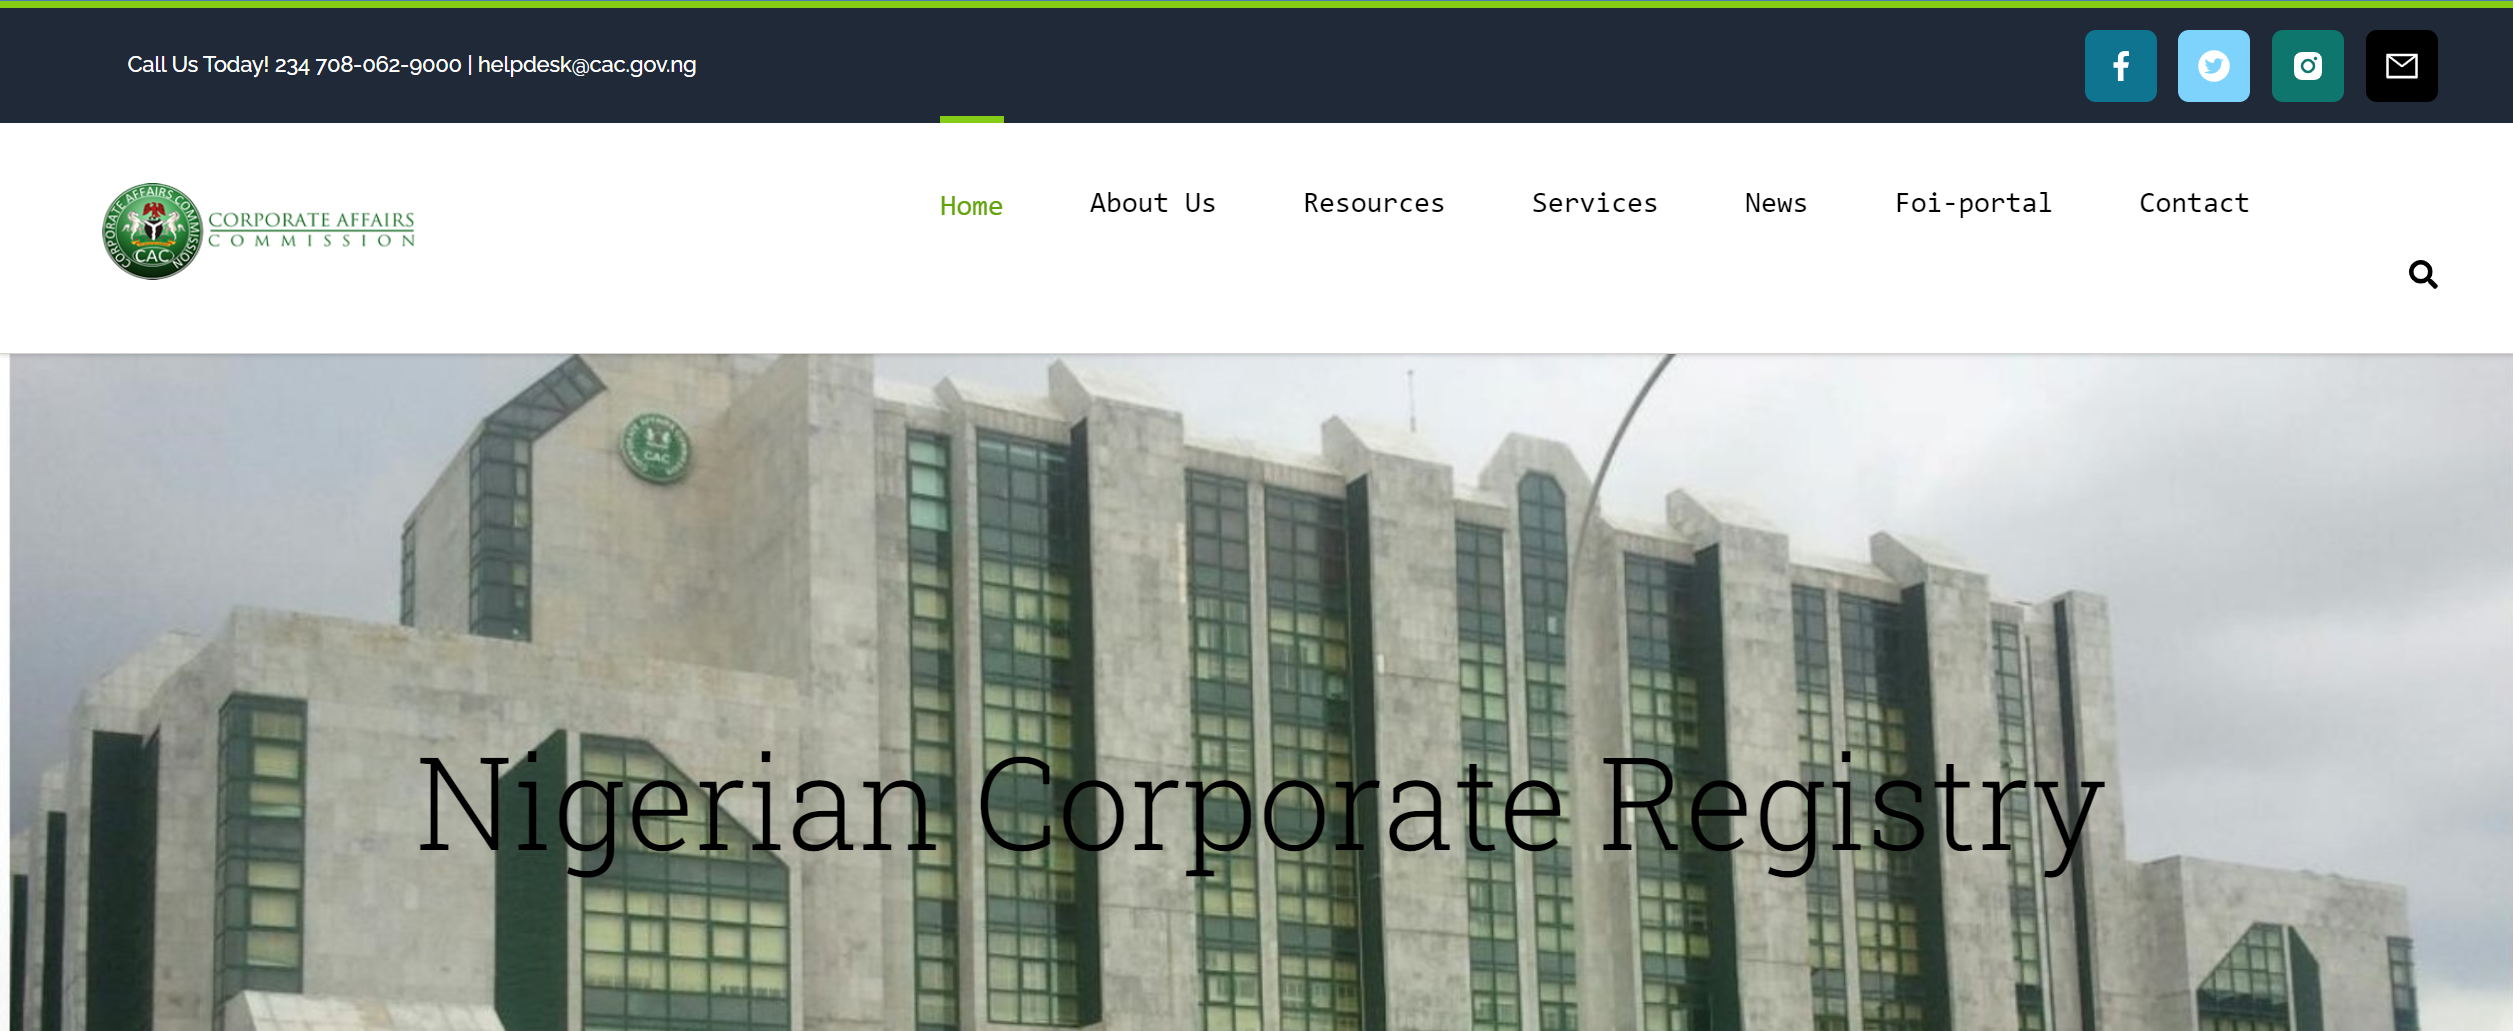 Call Us Today! 234 708-062-9000 | helpdesk@cac.gov.ng
CORPORATE AFFAIRS COMMISSION
CAC
CORPORATE AFFAIRS
COMMISSION
Home
About Us
Resources
Services
News
Foi-portal
Contact
CAC
Nigerian Corporate Registry